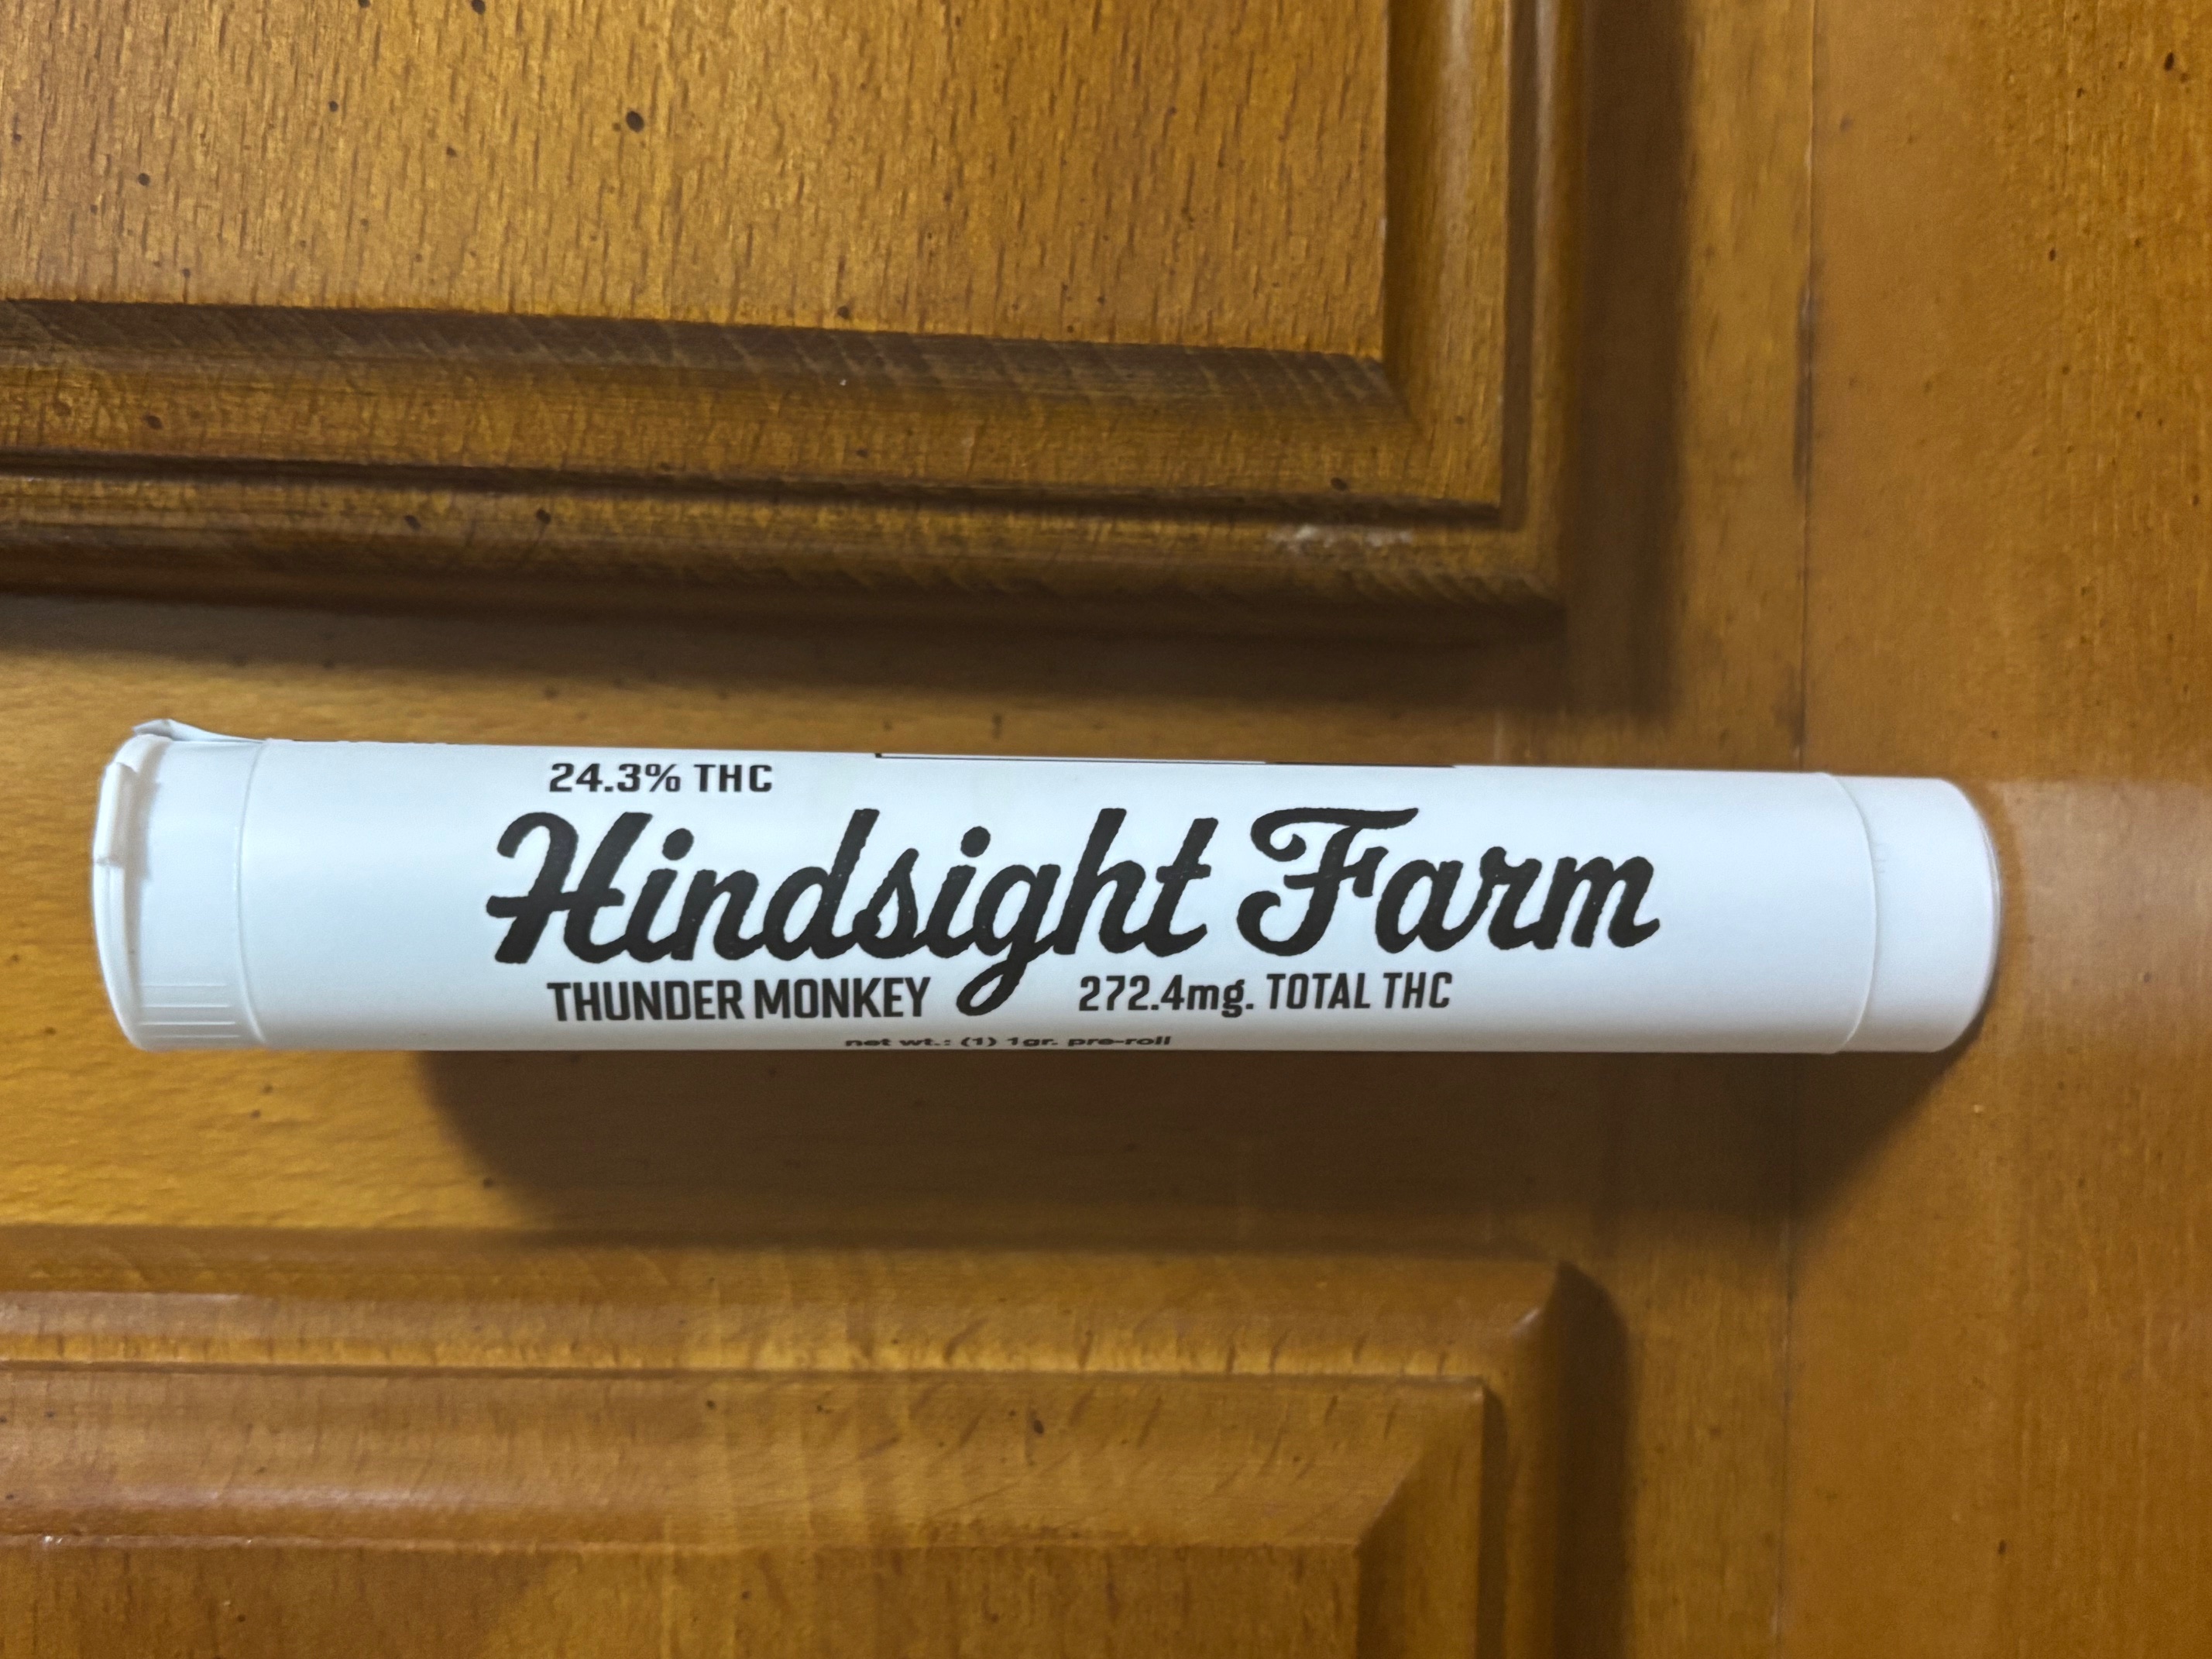 24.3% THC
Hindsight Farm
THUNDER MONKEY 272.4mg. TOTAL THC
net wt.: (1) 1gr. pre-roll